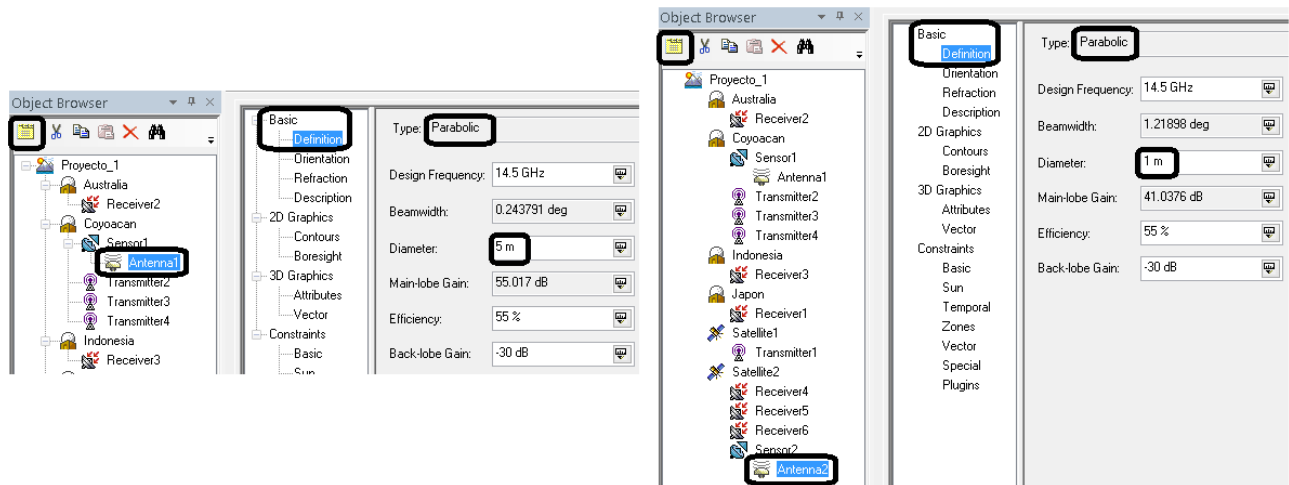 Object Browser
Proyecto_1
Australia
Receiver2
Coyoacan
Sensor1
Antenna1
Transmitter2
Transmitter3
Transmitter4
Indonesia
Receiver3
Basic
Definition
Orientation
Refraction
Description
2D Graphics
Contours
Boresight
3D Graphics
Attributes
Vector
Constraints
Basic
Sun
Type: Parabolic
Design Frequency: 14.5 GHz
Beamwidth: 0.243791 deg
Diameter: 5 m
Main-lobe Gain: 55.017 dB
Efficiency: 55 %
Back-lobe Gain: -30 dB
Object Browser
Proyecto_1
Australia
Receiver2
Coyoacan
Sensor1
Antenna1
Transmitter2
Transmitter3
Transmitter4
Indonesia
Receiver3
Japon
Receiver1
Satellite1
Transmitter1
Satellite2
Receiver4
Receiver5
Receiver6
Sensor2
Antenna2
Basic
Definition
Orientation
Refraction
Description
2D Graphics
Contours
Boresight
3D Graphics
Attributes
Vector
Constraints
Basic
Sun
Temporal
Zones
Vector
Special
Plugins
Type: Parabolic
Design Frequency: 14.5 GHz
Beamwidth: 1.21898 deg
Diameter: 1 m
Main-lobe Gain: 41.0376 dB
Efficiency: 55 %
Back-lobe Gain: -30 dB